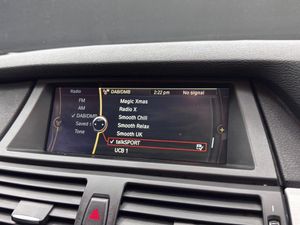 Radio
DAB/DMB
2:22 pm
No signal
FM
AM
✓ DAB/DMB
Saved
Tone
Magic Xmas
Radio X
Smooth Chill
Smooth Relax
Smooth UK
✓ talkSPORT
UCB 1